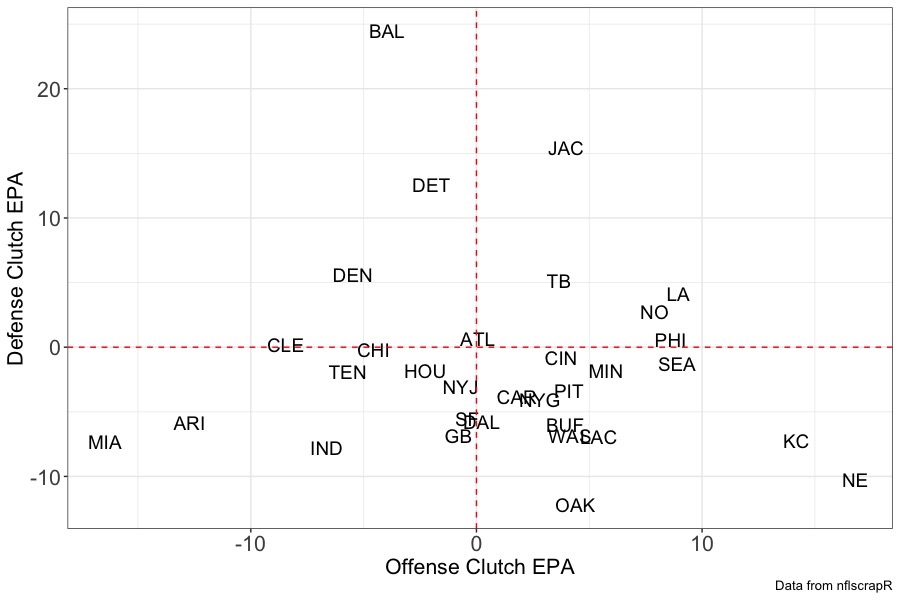 BAL
20
JAC
DET
10
DEN
TB
LA
NO
ATL
PHI
CLE
0
CHI
CIN
SEA
TEN
HOU
MIN
NYJ
PIT
CAR
NYG
SF
DAL
ARI
BUF
GB
WAS
LAC
MIA
KC
IND
NE
-10
OAK
-10
0
10
Defense Clutch EPA
Offense Clutch EPA
Data from nflscrapR